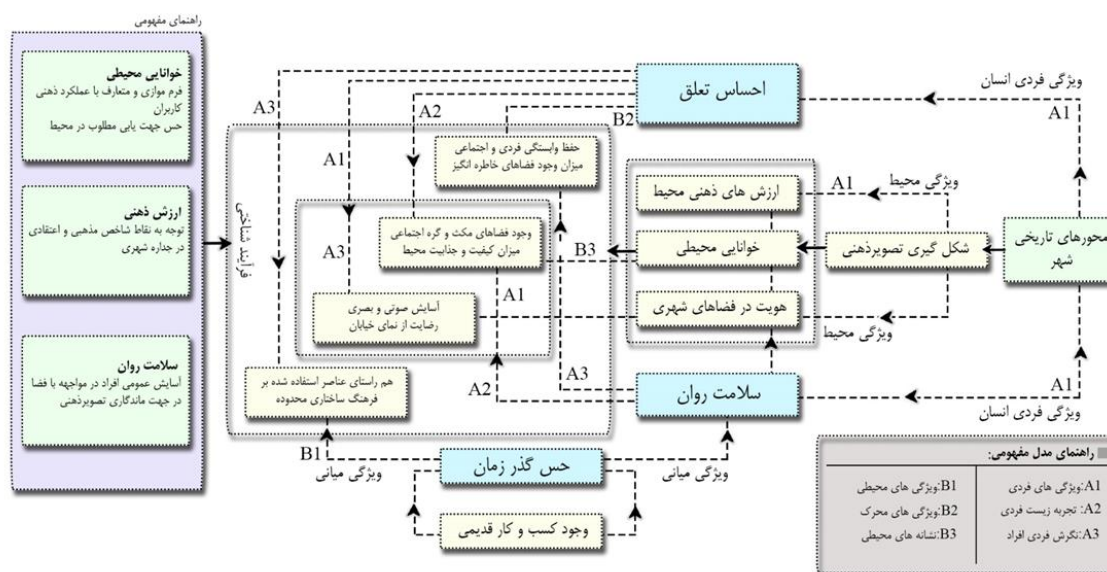 راهنمای مفهومی
خوانایی محیطی
فرم موازی و متعارف با عملکرد ذهنی
کاربران
حس جهت یابی مطلوب در محیط
ارزش ذهنی
توجه به نقاط شاخص مذهبی و اعتقادی
در جداره شهری
سلامت روان
آسایش عمومی افراد در مواجهه با فضا
در جهت ماندگاری تصویرذهنی
محورهای تاریخی
شهر
A1
ویژگی فردی انسان
A1
ویژگی فردی انسان
شکل گیری تصویرذهنی
ویژگی محیط
A1
ویژگی محیط
ارزش های ذهنی محیط
خوانایی محیطی
هویت در فضاهای شهری
احساس تعلق
سلامت روان
B2
B3
A1
A3
A2
A2
A1
A3
A3
حفظ وابستگی فردی و اجتماعی
میزان وجود فضاهای خاطره انگیز
وجود فضاهای مکث و گره اجتماعی
میزان کیفیت و جذابیت محیط
آسایش صوتی و بصری
رضایت از نمای خیابان
هم راستای عناصر استفاده شده بر
فرهنگ ساختاری محدوده
فرآیند شناختی
B1
ویژگی میانی
حس گذر زمان
ویژگی میانی
وجود کسب و کار قدیمی
راهنمای مدل مفهومی:
A1:ویژگی های فردی
A2: تجربه زیست فردی
A3:نگرش فردی افراد
B1:ویژگی های محیطی
B2:ویژگی های محرک
B3:نشانه های محیطی